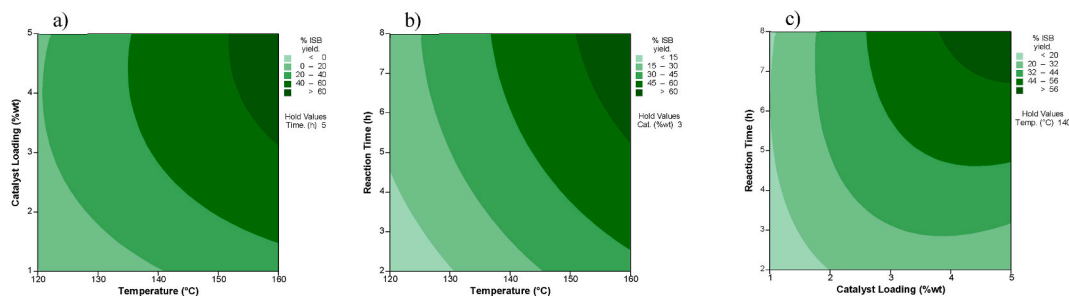 a)
% ISB
yield.
< 0
0 – 20
20 – 40
40 – 60
> 60
Hold Values
Time. (h) 5
Catalyst Loading (%wt)
5
4
3
2
1
120
130
140
150
160
Temperature (°C)
b)
% ISB
yield.
< 15
15 – 30
30 – 45
45 – 60
> 60
Hold Values
Cat. (%wt) 3
Reaction Time (h)
8
7
6
5
4
3
2
120
130
140
150
160
Temperature (°C)
c)
% ISB
yield.
< 20
20 – 32
32 – 44
44 – 56
> 56
Hold Values
Temp. (°C) 140
Reaction Time (h)
8
7
6
5
4
3
2
1
2
3
4
5
Catalyst Loading (%wt)